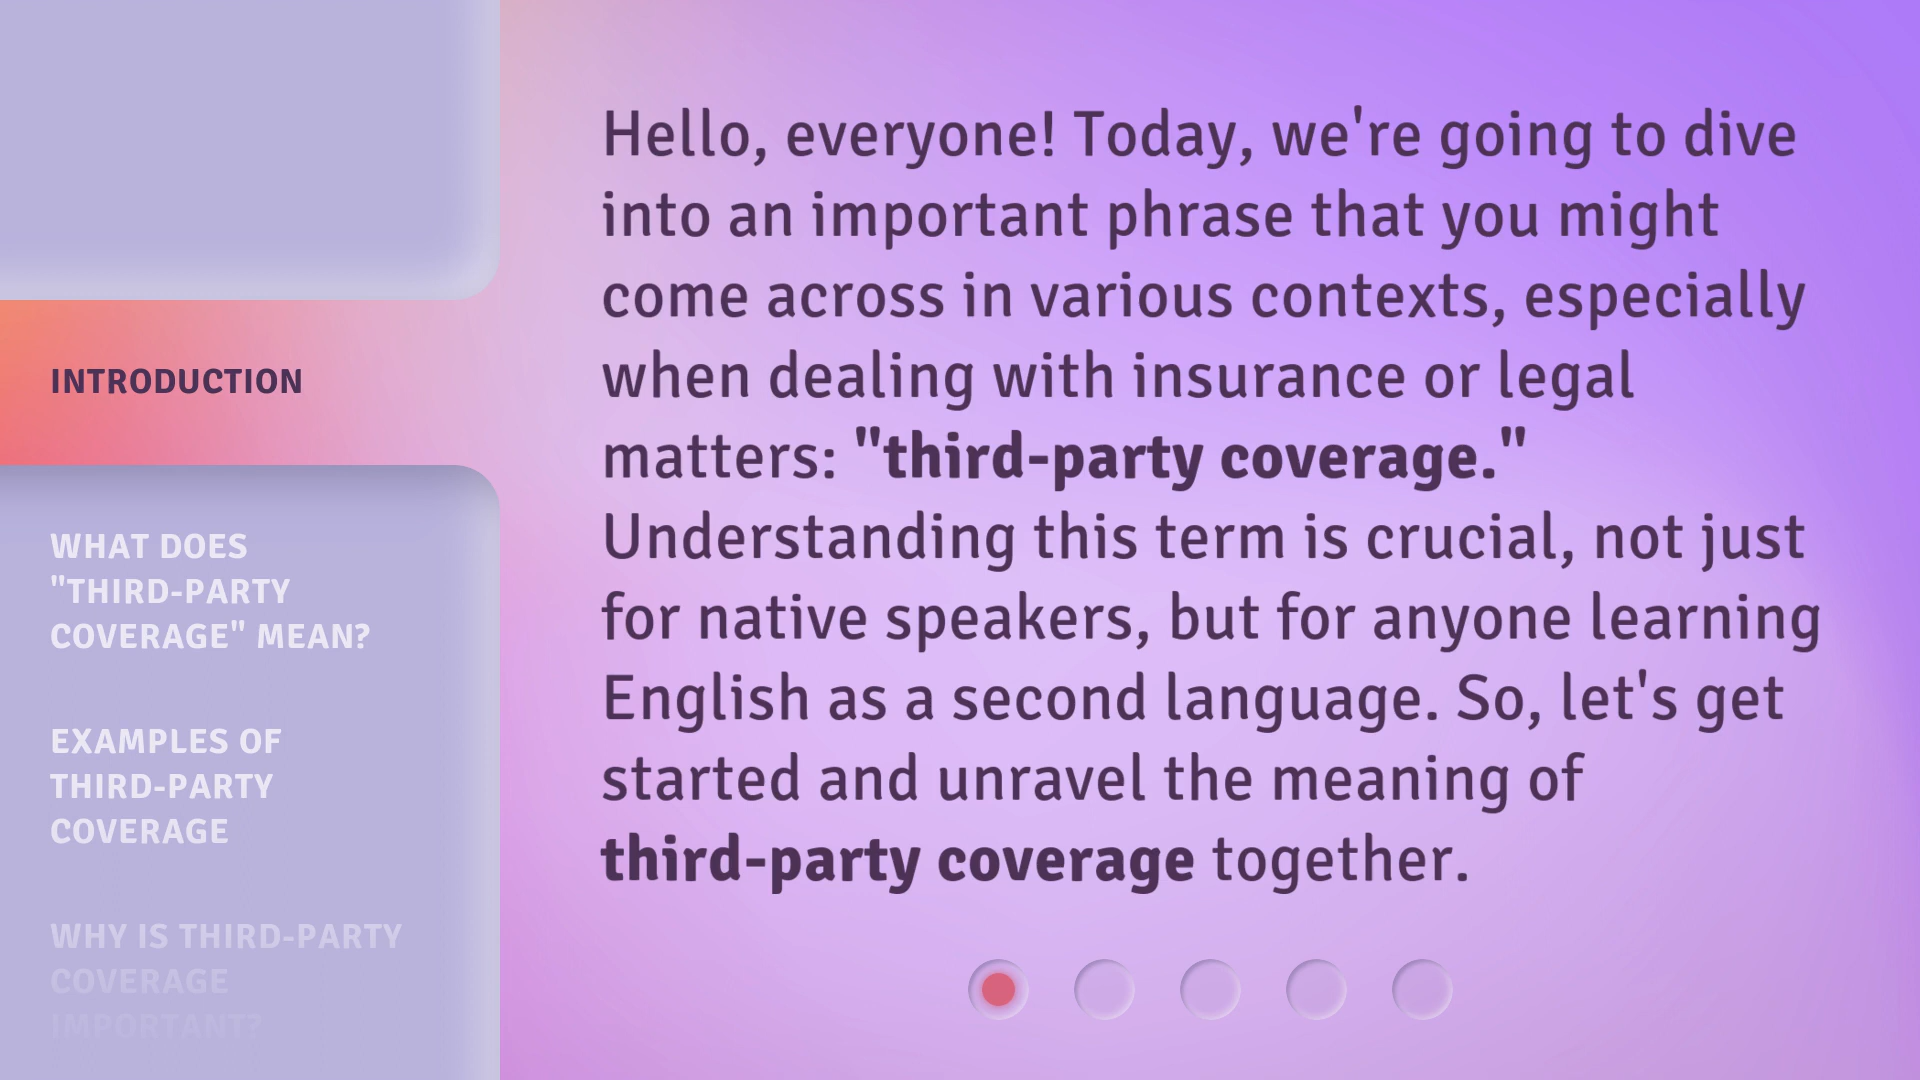 INTRODUCTION
WHAT DOES
"THIRD-PARTY
COVERAGE" MEAN?
EXAMPLES OF
THIRD-PARTY
COVERAGE
WHY IS THIRD-PARTY
COVERAGE
IMPORTANT?
Hello, everyone! Today, we're going to dive
into an important phrase that you might
come across in various contexts, especially
when dealing with insurance or legal
matters: "third-party coverage."
Understanding this term is crucial, not just
for native speakers, but for anyone learning
English as a second language. So, let's get
started and unravel the meaning of
third-party coverage together.